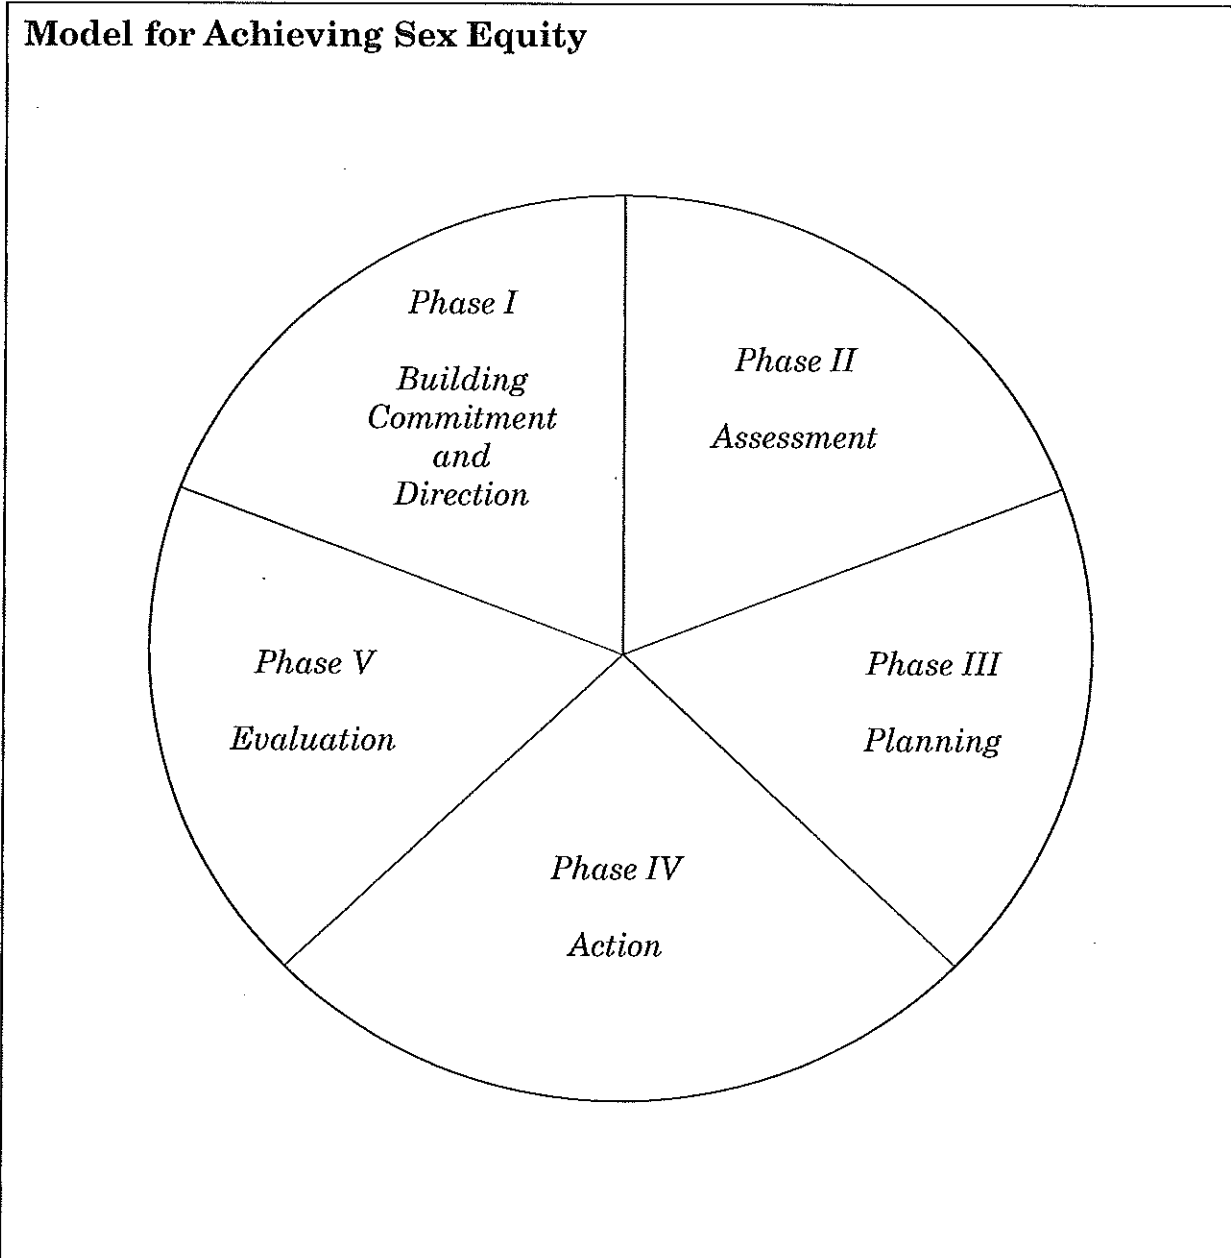 Model for Achieving Sex Equity
Phase I
Building
Commitment
and
Direction
Phase II
Assessment
Phase III
Planning
Phase IV
Action
Phase V
Evaluation